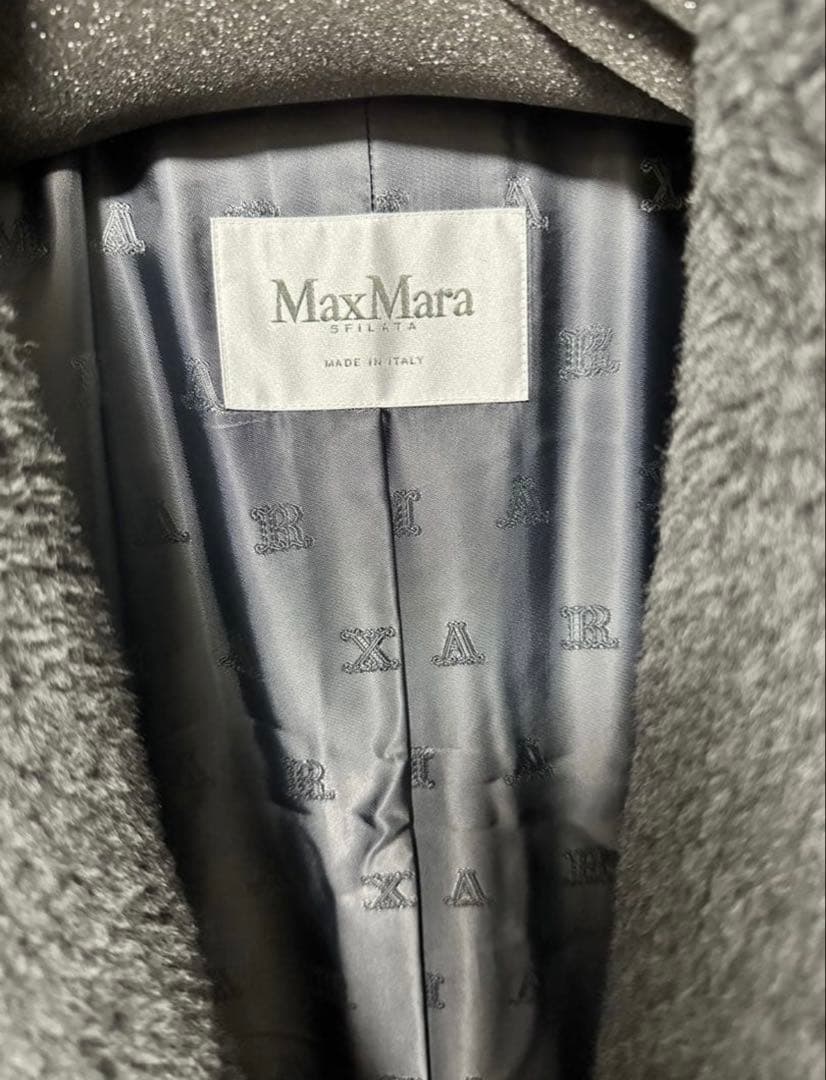 MaxMara
SFILATA
MADE IN ITALY
A
A X
A R
A R I A
X A R
R I A
X A R
I A